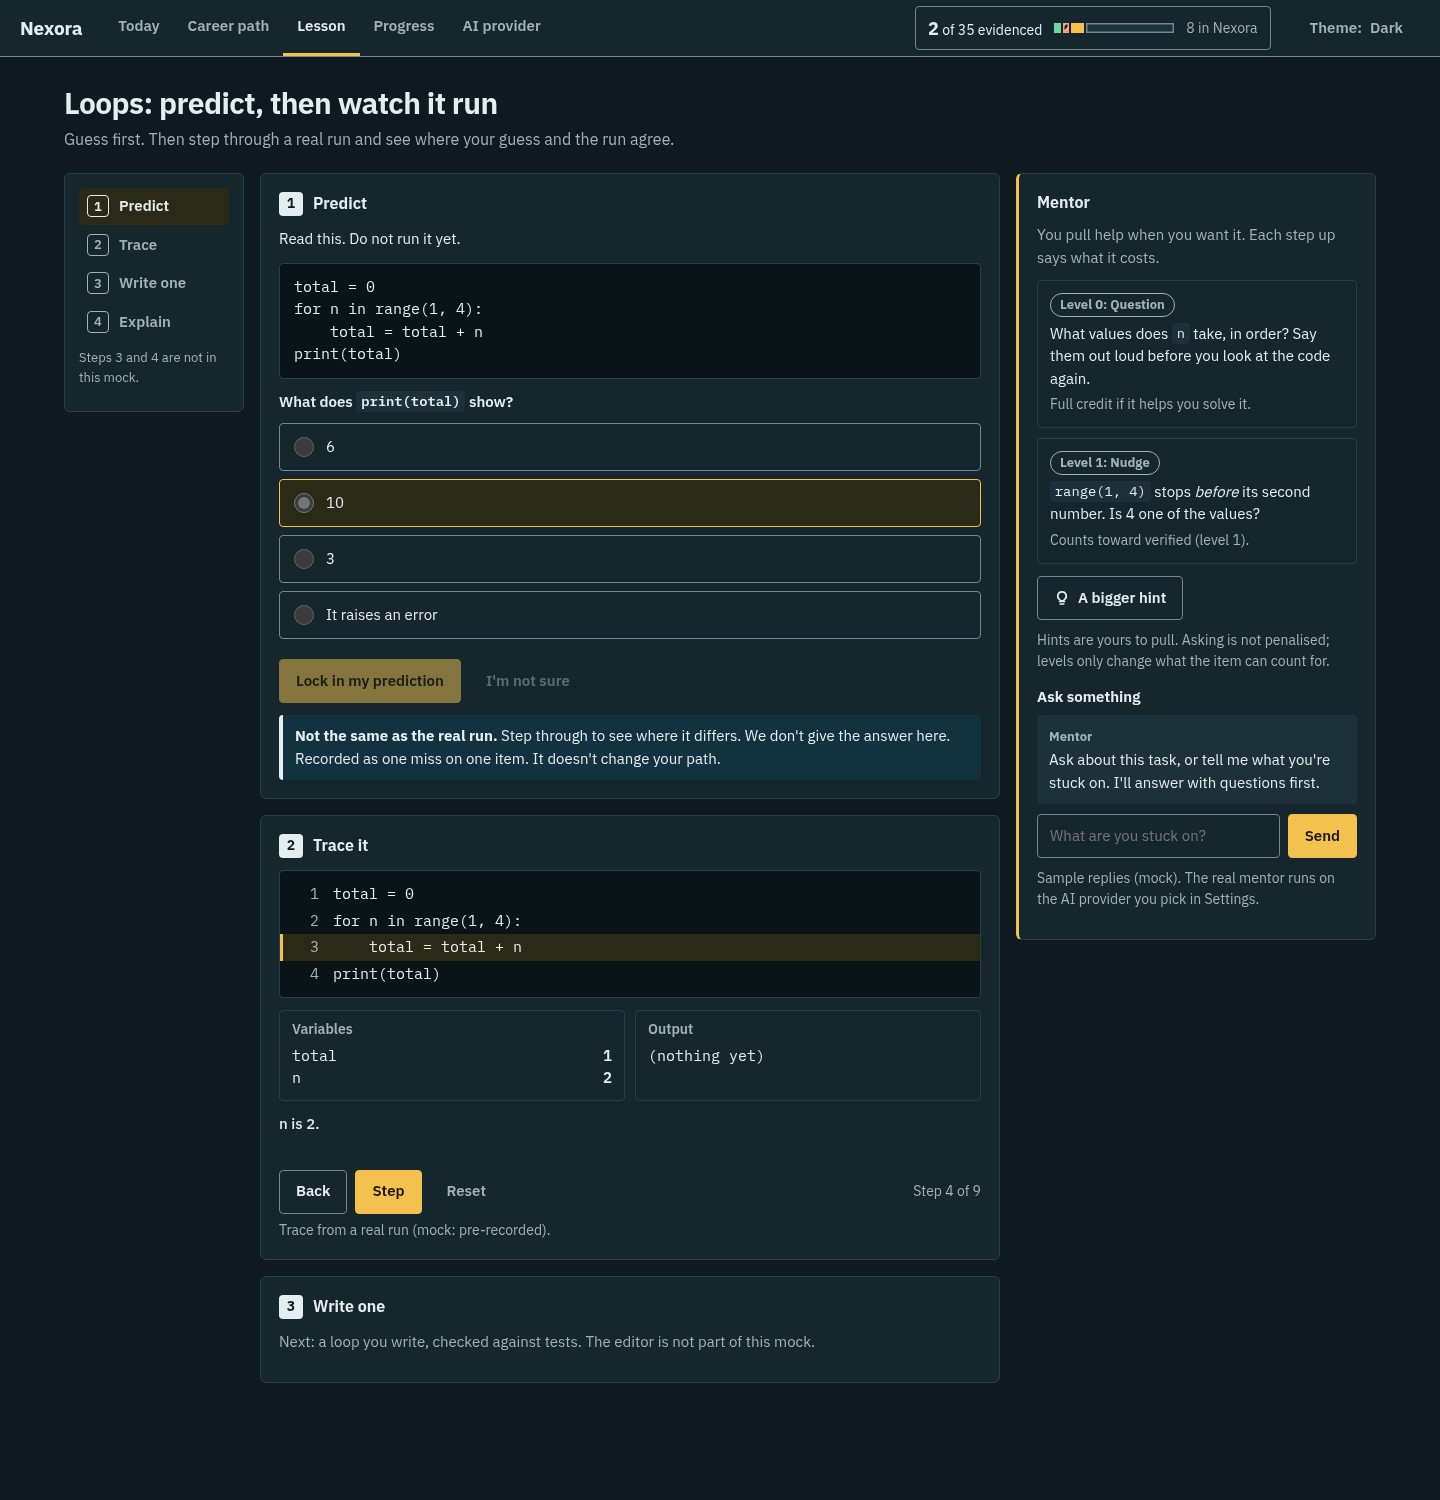 Nexora
Today
Career path
Lesson
Progress
AI provider
2 of 35 evidenced
8 in Nexora
Theme: Dark
Loops: predict, then watch it run
Guess first. Then step through a real run and see where your guess and the run agree.
1 Predict
2 Trace
3 Write one
4 Explain
Steps 3 and 4 are not in
this mock.
1 Predict
Read this. Do not run it yet.
total = 0
for n in range(1, 4):
    total = total + n
print(total)
What does print(total) show?
6
10
3
It raises an error
Lock in my prediction
I'm not sure
Not the same as the real run. Step through to see where it differs. We don't give the answer here.
Recorded as one miss on one item. It doesn't change your path.
2 Trace it
1 total = 0
2 for n in range(1, 4):
3     total = total + n
4 print(total)
Variables
total 1
n 2
Output
(nothing yet)
n is 2.
Back
Step
Reset
Step 4 of 9
Trace from a real run (mock: pre-recorded).
3 Write one
Next: a loop you write, checked against tests. The editor is not part of this mock.
Mentor
You pull help when you want it. Each step up
says what it costs.
Level 0: Question
What values does n take, in order? Say
them out loud before you look at the code
again.
Full credit if it helps you solve it.
Level 1: Nudge
range(1, 4) stops before its second
number. Is 4 one of the values?
Counts toward verified (level 1).
A bigger hint
Hints are yours to pull. Asking is not penalised;
levels only change what the item can count for.
Ask something
Mentor
Ask about this task, or tell me what you're
stuck on. I'll answer with questions first.
What are you stuck on?
Send
Sample replies (mock). The real mentor runs on
the AI provider you pick in Settings.